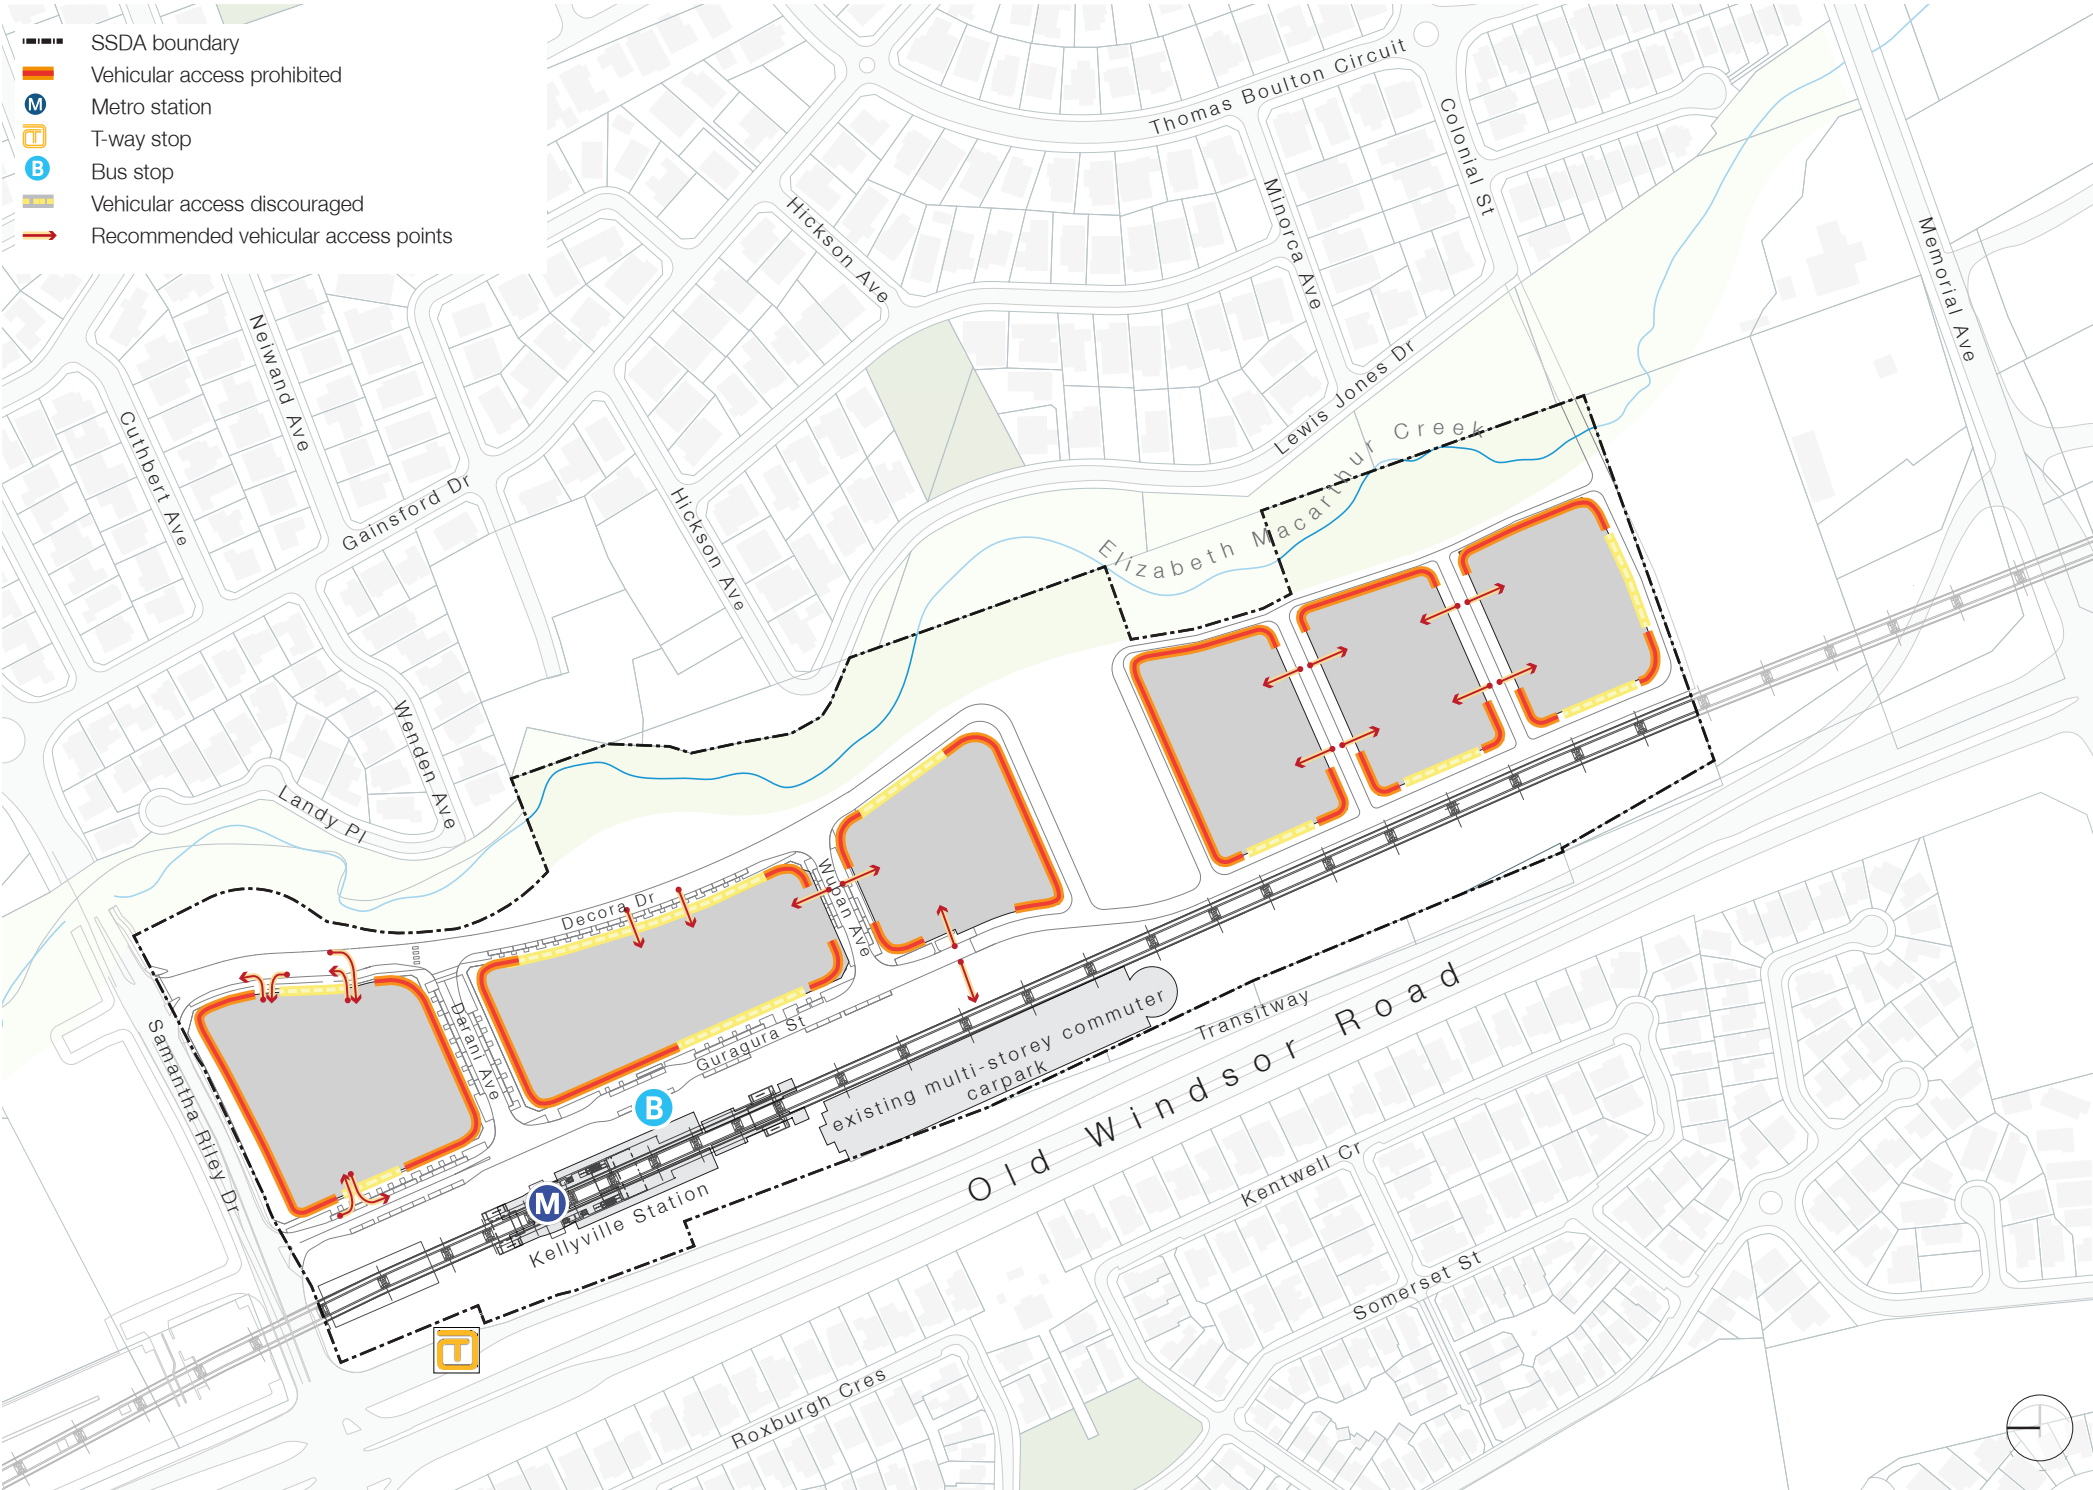 SSDA boundary
Vehicular access prohibited
M
Metro station
T
T-way stop
B
Bus stop
Vehicular access discouraged
Recommended vehicular access points
Thomas Boulton Circuit
Colonial St
Minorca Ave
Hickson Ave
Memorial Ave
Neiwand Ave
Cuthbert Ave
Gainsford Dr
Lewis Jones Dr
Elizabeth Macarthur Creek
Hickson Ave
Wenden Ave
Landy Pl
Decora Dr
Wuban Ave
Darani Ave
Guragura St
Samantha Riley Dr
B
M
Kellyville Station
existing multi-storey commuter
carpark
Transitway
Old Windsor Road
T
Kentwell Cr
Somerset St
Roxburgh Cres